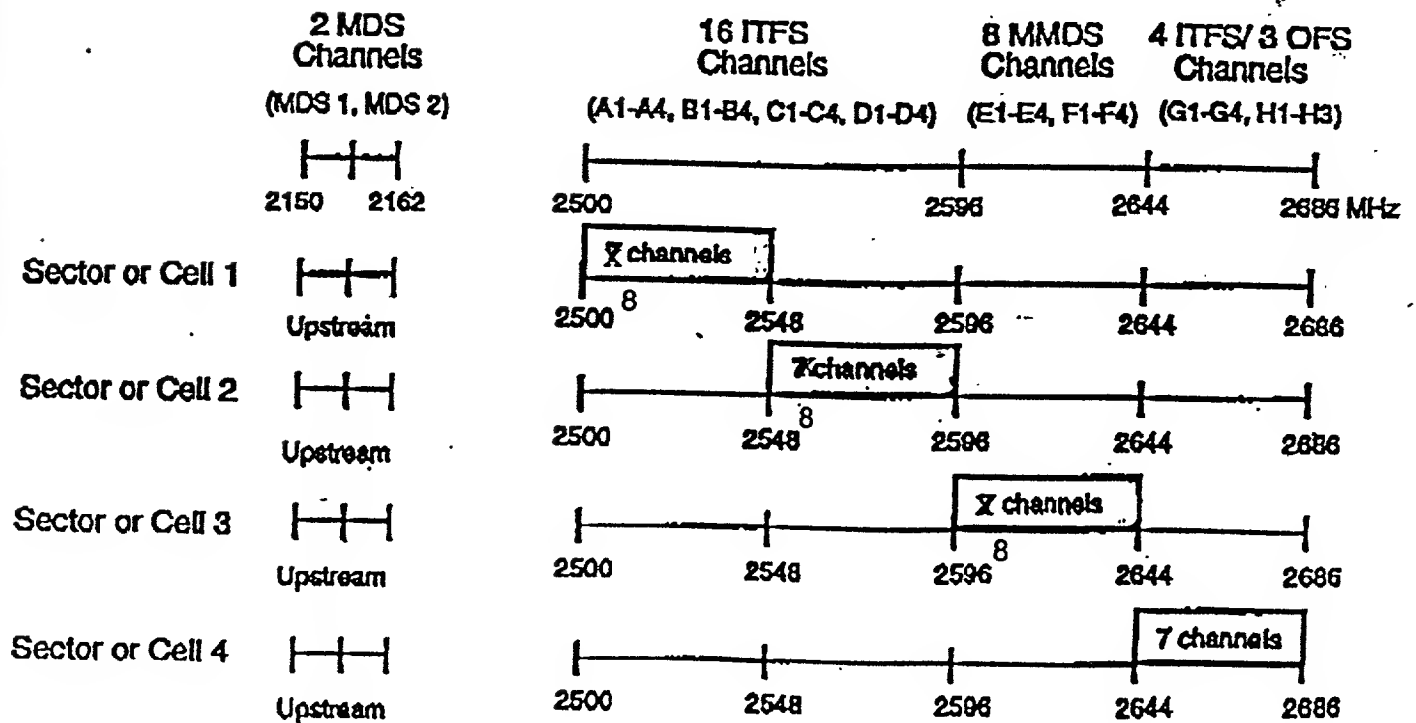 2 MDS
Channels
(MDS 1, MDS 2)
16 ITFS
Channels
(A1-A4, B1-B4, C1-C4, D1-D4)
8 MMDS
Channels
(E1-E4, F1-F4)
4 ITFS/ 3 OFS
Channels
(G1-G4, H1-H3)
2150 2162 2500 2596 2644 2686 MHz
Sector or Cell 1
channels
8
Upstream
2500 2548 2596 2644 2686
Sector or Cell 2
channels
8
Upstream
2500 2548 2596 2644 2686
Sector or Cell 3
channels
8
Upstream
2500 2548 2596 2644 2686
Sector or Cell 4
7 channels
Upstream
2500 2548 2596 2644 2686